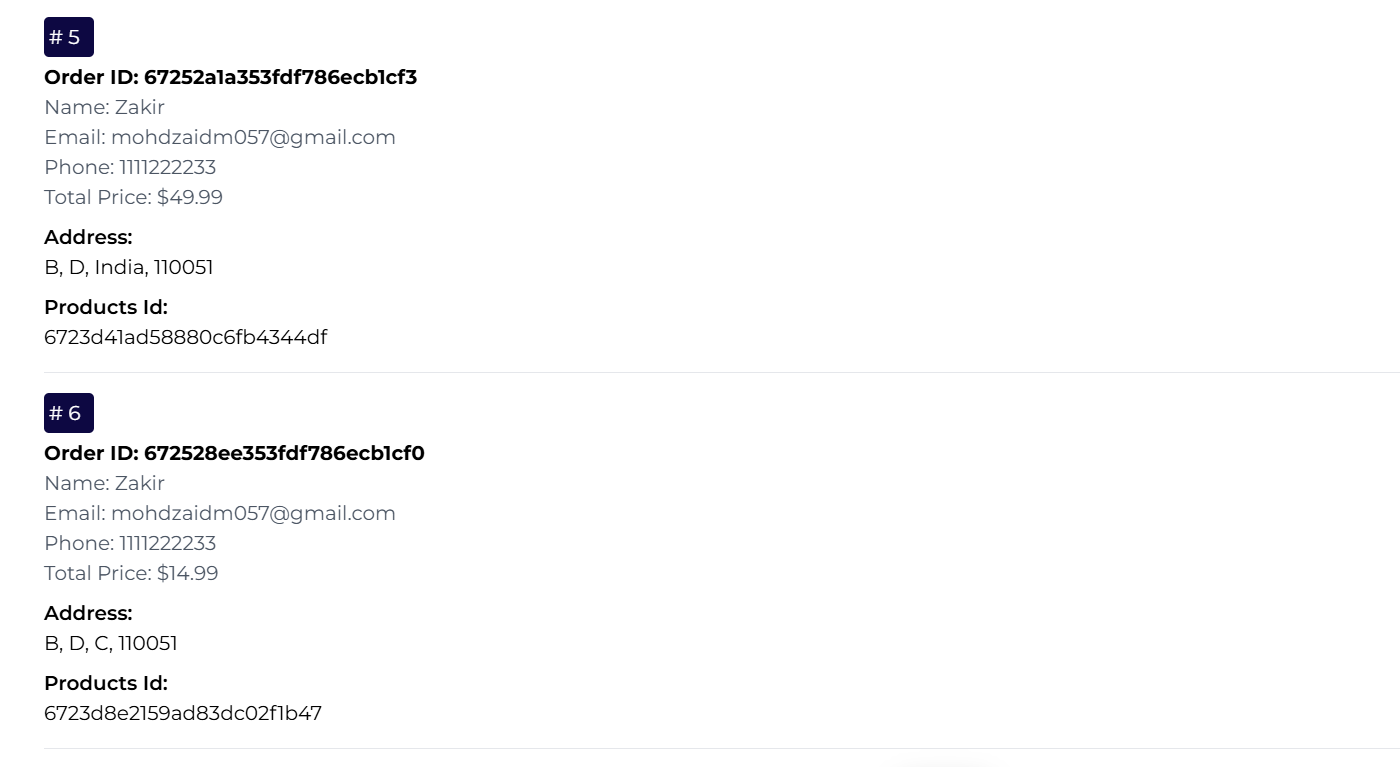 # 5
Order ID: 67252a1a353fdf786ecb1cf3
Name: Zakir
Email: mohdzaidm057@gmail.com
Phone: 1111222233
Total Price: $49.99
Address:
B, D, India, 110051
Products Id:
6723d41ad58880c6fb4344df
# 6
Order ID: 672528ee353fdf786ecb1cf0
Name: Zakir
Email: mohdzaidm057@gmail.com
Phone: 1111222233
Total Price: $14.99
Address:
B, D, C, 110051
Products Id:
6723d8e2159ad83dc02f1b47